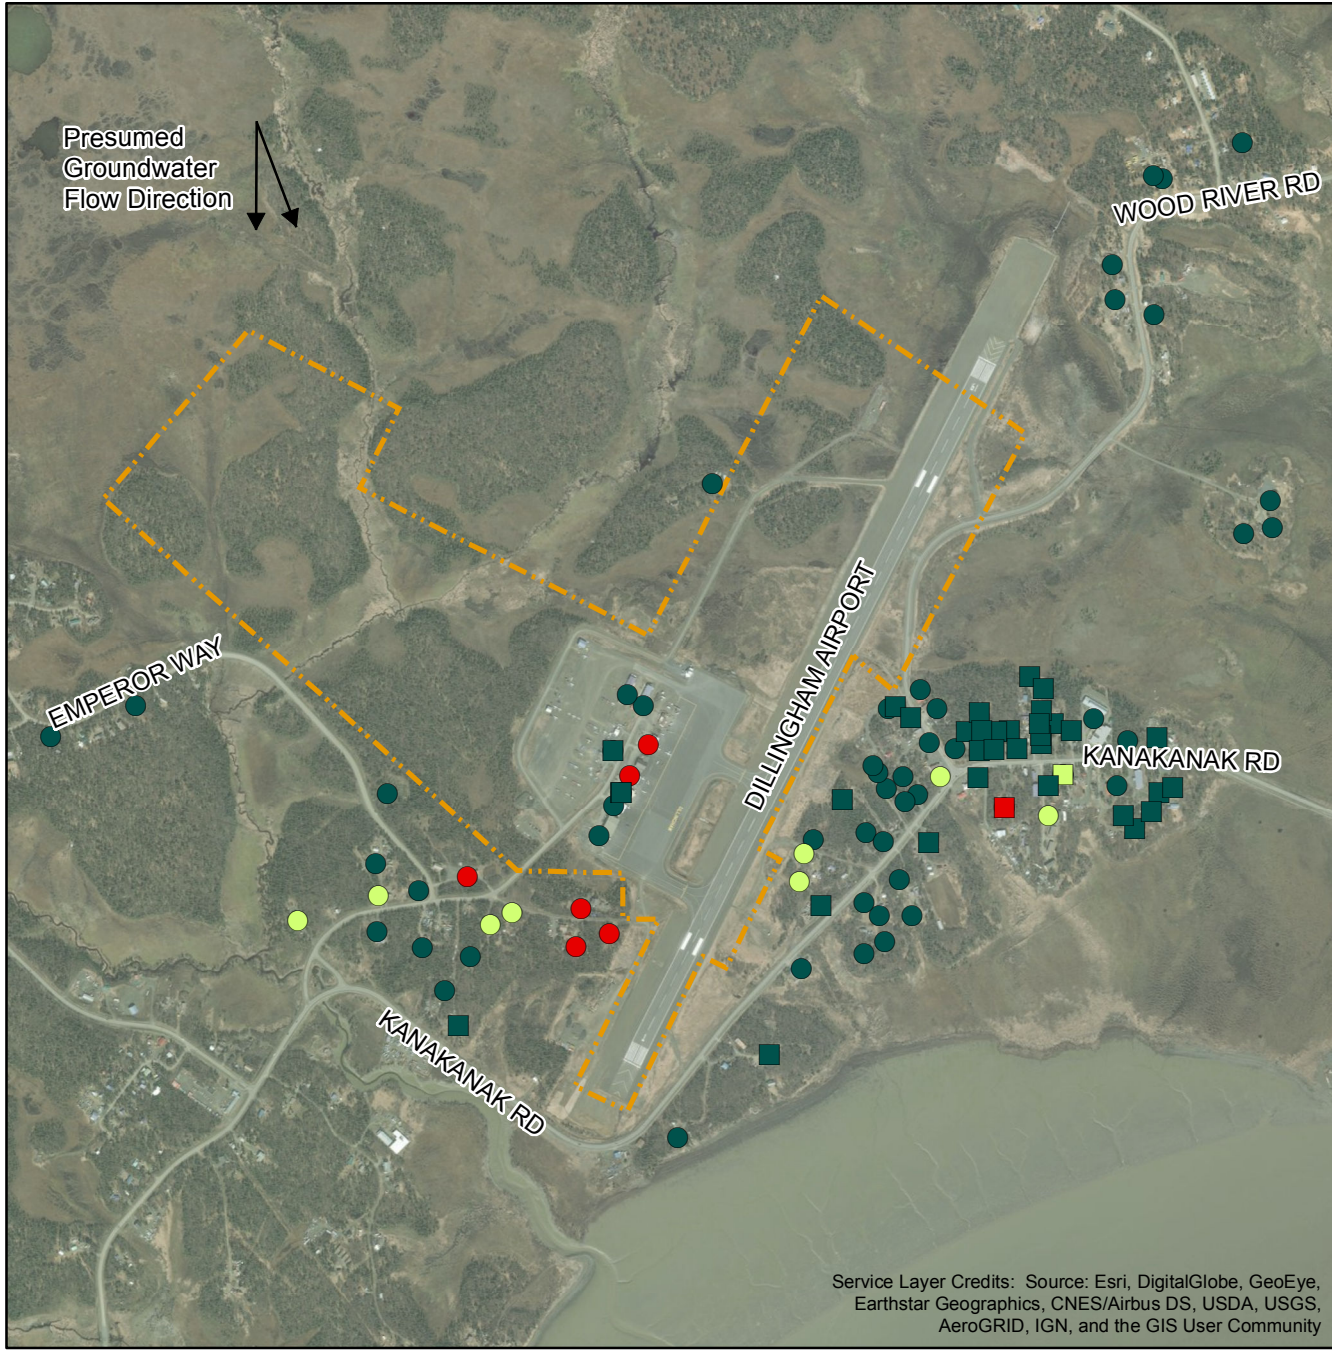 Presumed
Groundwater
Flow Direction
WOOD RIVER RD
DILLINGHAM AIRPORT
EMPEROR WAY
KANAKANAK RD
KANAKANAK RD
Service Layer Credits: Source: Esri, DigitalGlobe, GeoEye,
Earthstar Geographics, CNES/Airbus DS, USDA, USGS,
AeroGRID, IGN, and the GIS User Community